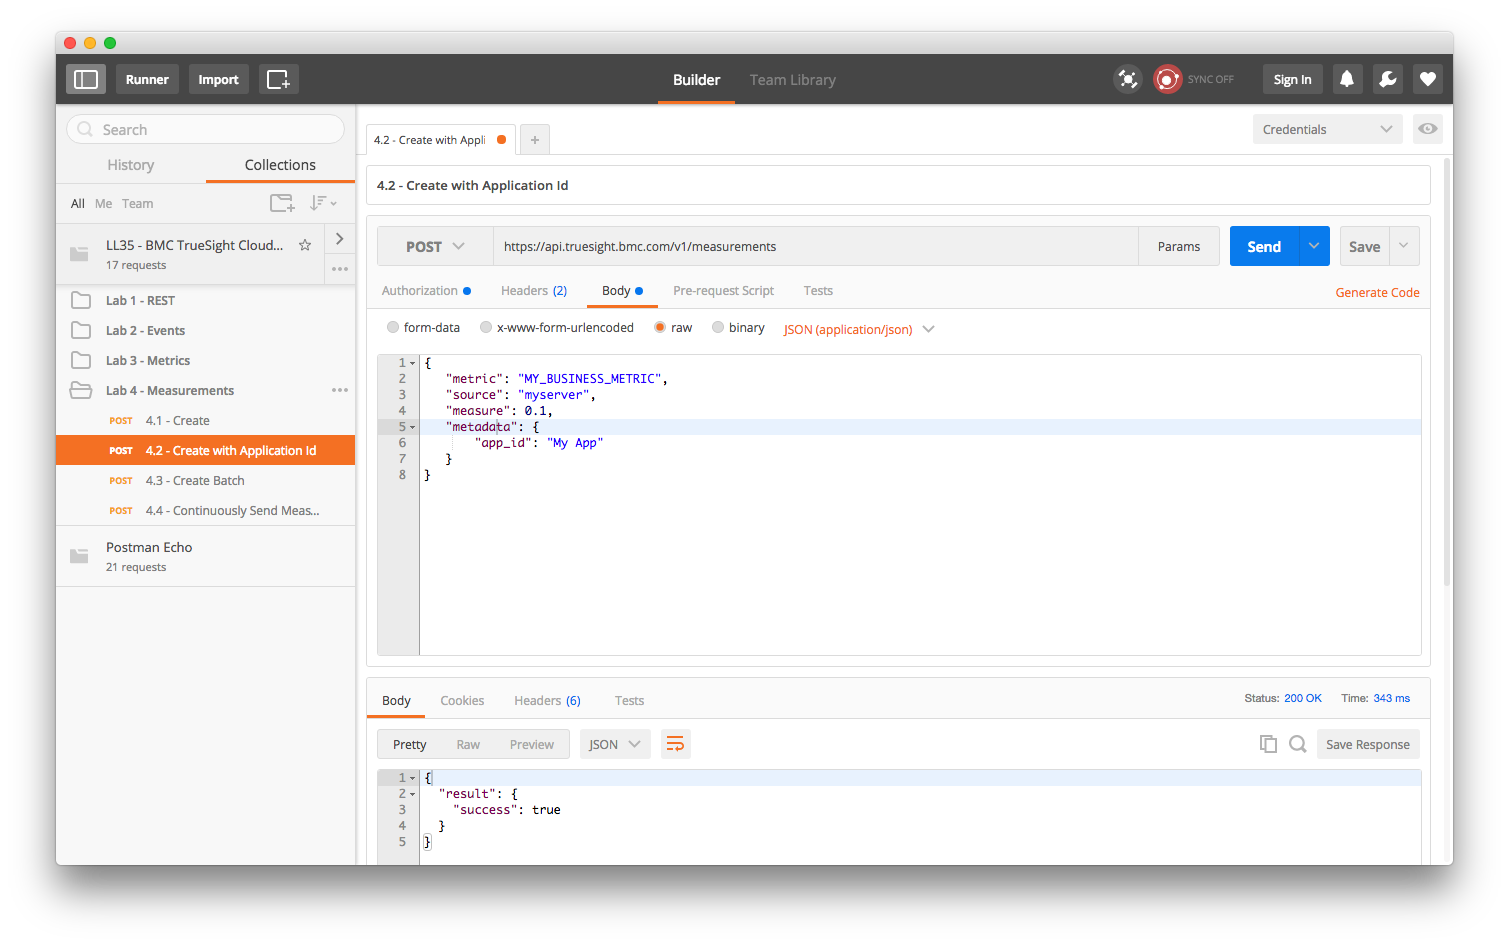 Runner Import Builder Team Library SYNC OFF Sign In
Search
History Collections
All Me Team
LL35 - BMC TrueSight Cloud...
17 requests
Lab 1 - REST
Lab 2 - Events
Lab 3 - Metrics
Lab 4 - Measurements
POST 4.1 - Create
POST 4.2 - Create with Application Id
POST 4.3 - Create Batch
POST 4.4 - Continuously Send Meas...
Postman Echo
21 requests
4.2 - Create with Appli +
Credentials
4.2 - Create with Application Id
POST https://api.truesight.bmc.com/v1/measurements Params Send Save
Authorization Headers (2) Body Pre-request Script Tests Generate Code
form-data x-www-form-urlencoded raw binary JSON (application/json)
1 {
2 "metric": "MY_BUSINESS_METRIC",
3 "source": "myserver",
4 "measure": 0.1,
5 "metadata": {
6 "app_id": "My App"
7 }
8 }
Body Cookies Headers (6) Tests Status: 200 OK Time: 343 ms
Pretty Raw Preview JSON Save Response
1 {
2 "result": {
3 "success": true
4 }
5 }